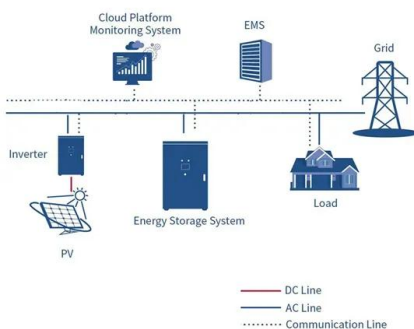 Cloud Platform
Monitoring System
EMS
Grid
Inverter
Energy Storage System
Load
PV
DC Line
AC Line
Communication Line